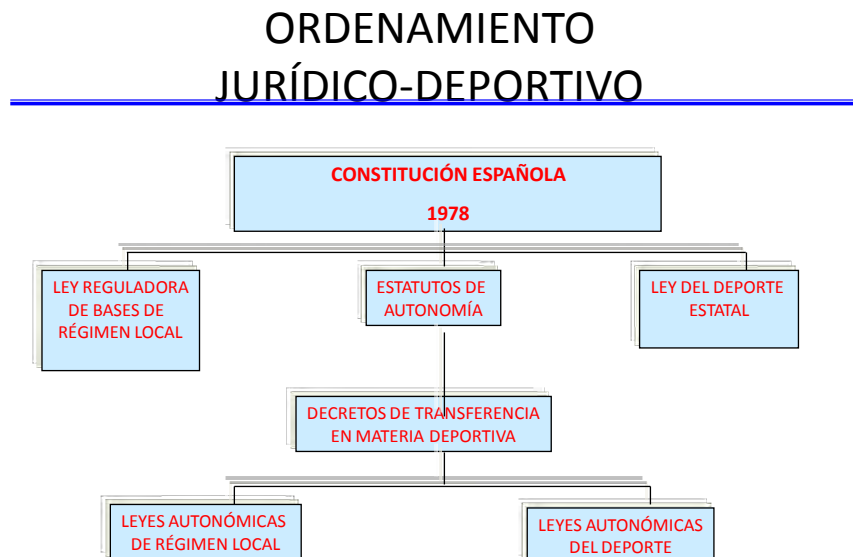 ORDENAMIENTO
JURÍDICO-DEPORTIVO
CONSTITUCIÓN ESPAÑOLA
1978
LEY REGULADORA
DE BASES DE
RÉGIMEN LOCAL
ESTATUTOS DE
AUTONOMÍA
LEY DEL DEPORTE
ESTATAL
DECRETOS DE TRANSFERENCIA
EN MATERIA DEPORTIVA
LEYES AUTONÓMICAS
DE RÉGIMEN LOCAL
LEYES AUTONÓMICAS
DEL DEPORTE